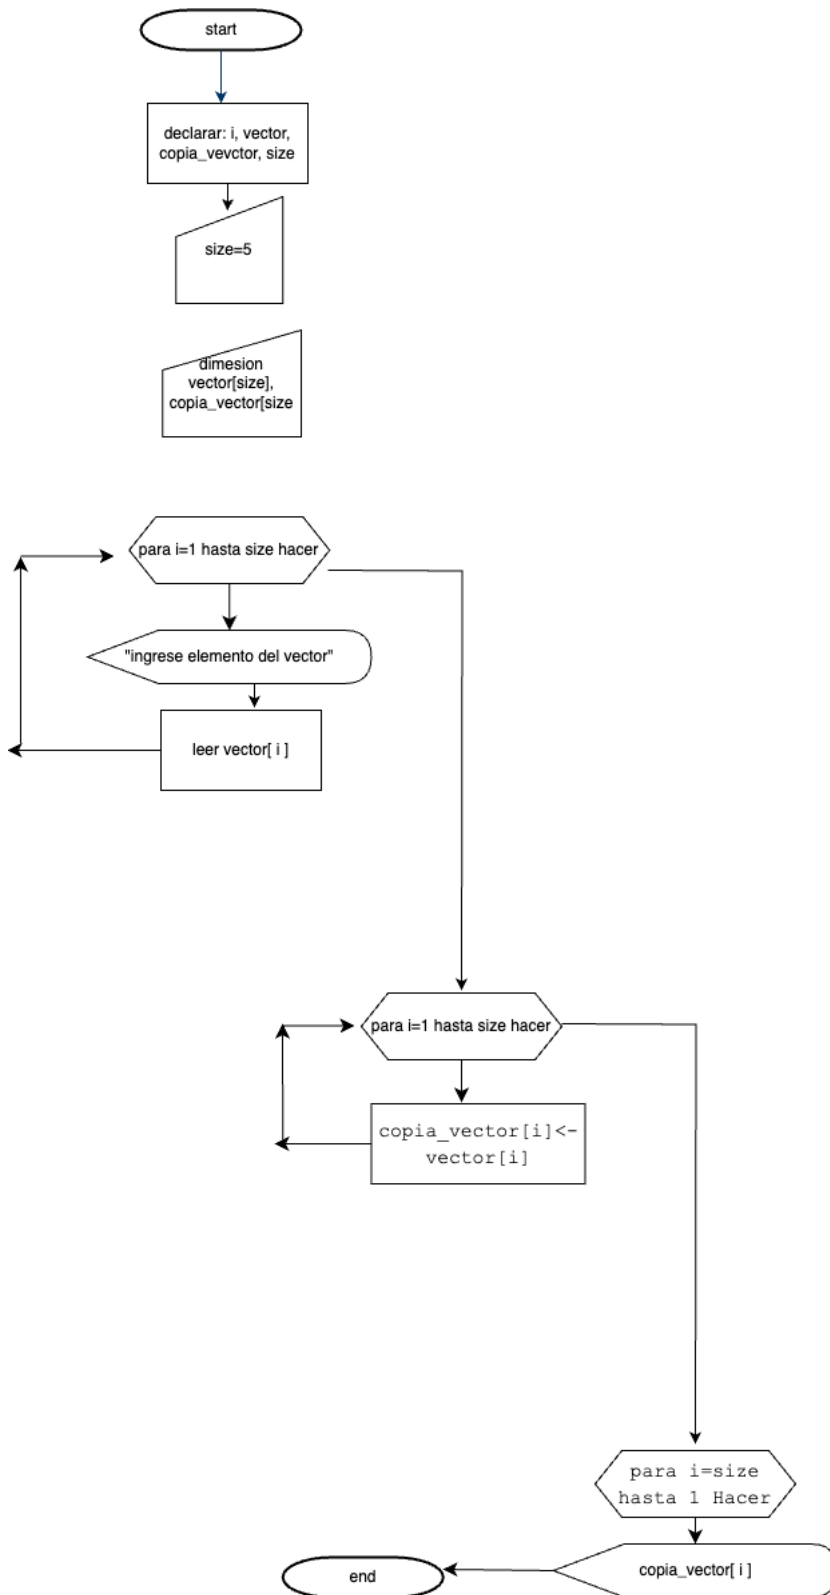 start
declarar: i, vector,
copia_vevctor, size
size=5
dimesion
vector[size],
copia_vector[size
para i=1 hasta size hacer
"ingrese elemento del vector"
leer vector[ i ]
para i=1 hasta size hacer
copia_vector[i]<-
vector[i]
para i=size
hasta 1 Hacer
copia_vector[ i ]
end